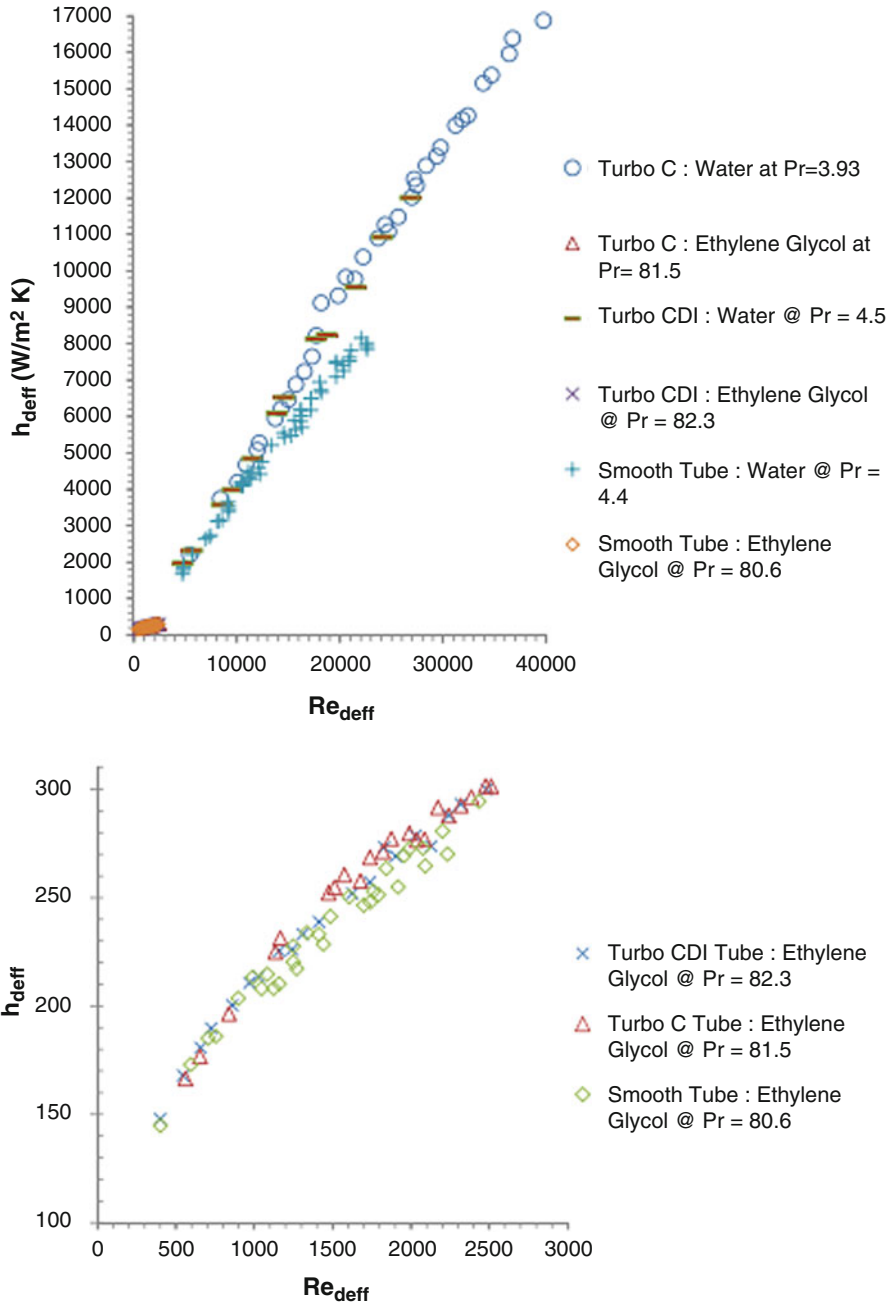 17000
16000
15000
14000
13000
12000
11000
10000
9000
8000
7000
6000
5000
4000
3000
2000
1000
0
h_deff (W/m² K)
0 10000 20000 30000 40000
Re_deff
Turbo C : Water at Pr=3.93
Turbo C : Ethylene Glycol at
Pr= 81.5
Turbo CDI : Water @ Pr = 4.5
Turbo CDI : Ethylene Glycol
@ Pr = 82.3
Smooth Tube : Water @ Pr =
4.4
Smooth Tube : Ethylene
Glycol @ Pr = 80.6
300
250
200
150
100
h_deff
0 500 1000 1500 2000 2500 3000
Re_deff
Turbo CDI Tube : Ethylene
Glycol @ Pr = 82.3
Turbo C Tube : Ethylene
Glycol @ Pr = 81.5
Smooth Tube : Ethylene
Glycol @ Pr = 80.6